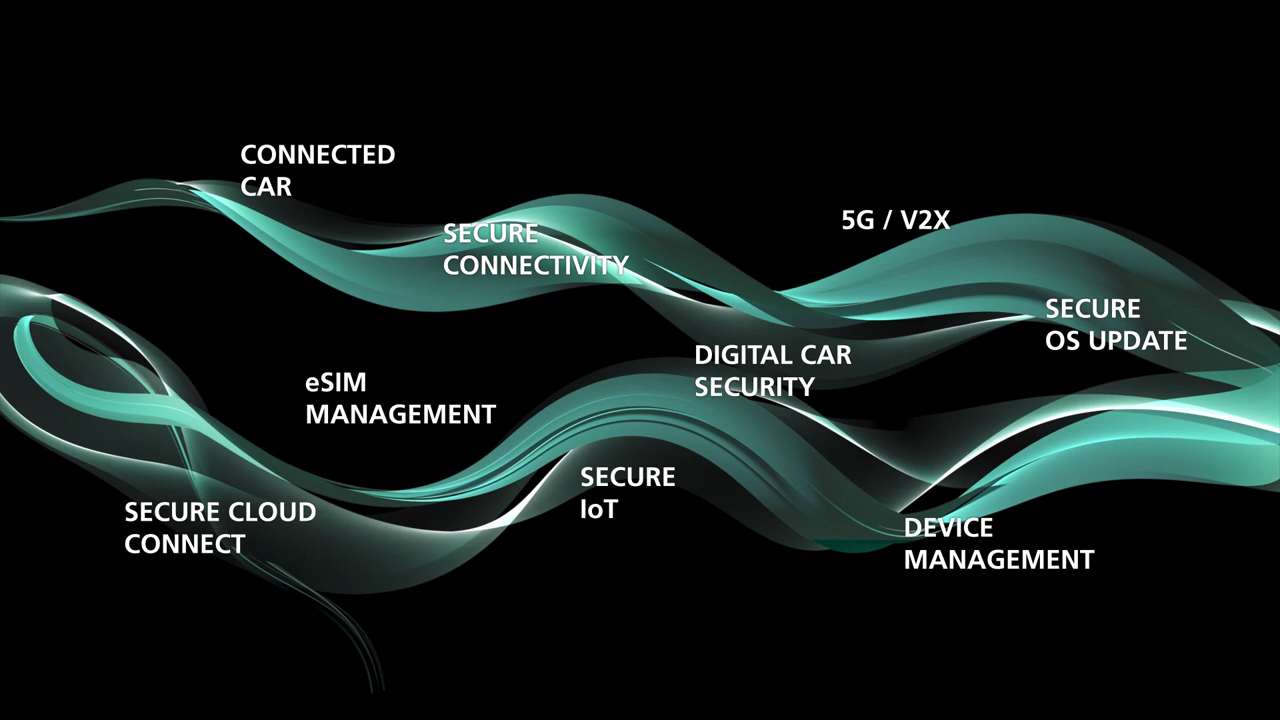 CONNECTED
CAR
SECURE
CONNECTIVITY
5G / V2X
SECURE
OS UPDATE
DIGITAL CAR
SECURITY
eSIM
MANAGEMENT
SECURE
IoT
SECURE CLOUD
CONNECT
DEVICE
MANAGEMENT